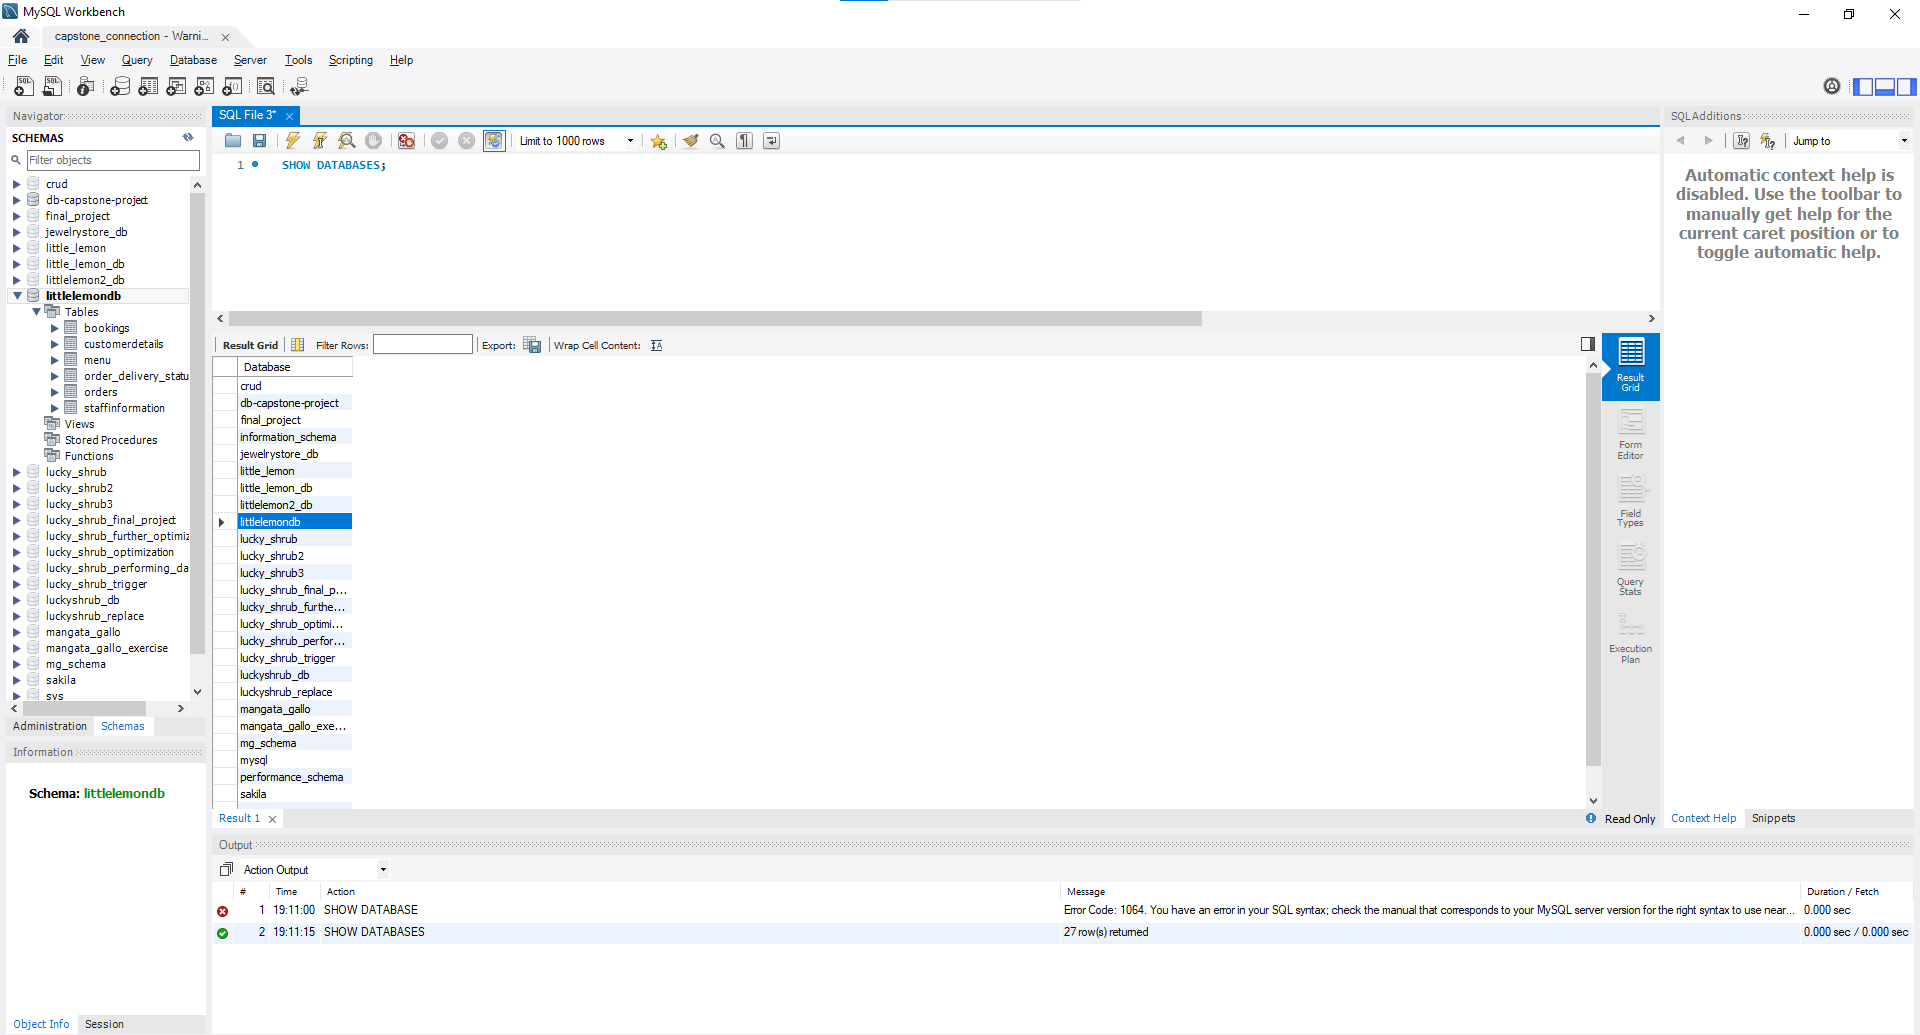 MySQL Workbench
capstone_connection - Warni...
File Edit View Query Database Server Tools Scripting Help
Navigator
SCHEMAS
Filter objects
crud
db-capstone-project
final_project
jewelrystore_db
little_lemon
little_lemon_db
littlelemon2_db
littlelemondb
Tables
bookings
customerdetails
menu
order_delivery_statu
orders
staffinformation
Views
Stored Procedures
Functions
lucky_shrub
lucky_shrub2
lucky_shrub3
lucky_shrub_final_project
lucky_shrub_further_optimiz
lucky_shrub_optimization
lucky_shrub_performing_da
lucky_shrub_trigger
luckyshrub_db
luckyshrub_replace
mangata_gallo
mangata_gallo_exercise
mg_schema
sakila
sys
Administration Schemas
Information
Schema: littlelemondb
Object Info Session
SQL File 3*
Limit to 1000 rows
1 SHOW DATABASES;
Result Grid Filter Rows: Export: Wrap Cell Content:
Database
crud
db-capstone-project
final_project
information_schema
jewelrystore_db
little_lemon
little_lemon_db
littlelemon2_db
littlelemondb
lucky_shrub
lucky_shrub2
lucky_shrub3
lucky_shrub_final_p...
lucky_shrub_furthe...
lucky_shrub_optimi...
lucky_shrub_perfor...
lucky_shrub_trigger
luckyshrub_db
luckyshrub_replace
mangata_gallo
mangata_gallo_exe...
mg_schema
mysql
performance_schema
sakila
Result 1
Read Only
Result
Grid
Form
Editor
Field
Types
Query
Stats
Execution
Plan
SQLAdditions
Jump to
Automatic context help is
disabled. Use the toolbar to
manually get help for the
current caret position or to
toggle automatic help.
Context Help Snippets
Output
Action Output
# Time Action Message Duration / Fetch
1 19:11:00 SHOW DATABASE Error Code: 1064. You have an error in your SQL syntax; check the manual that corresponds to your MySQL server version for the right syntax to use near... 0.000 sec
2 19:11:15 SHOW DATABASES 27 row(s) returned 0.000 sec / 0.000 sec